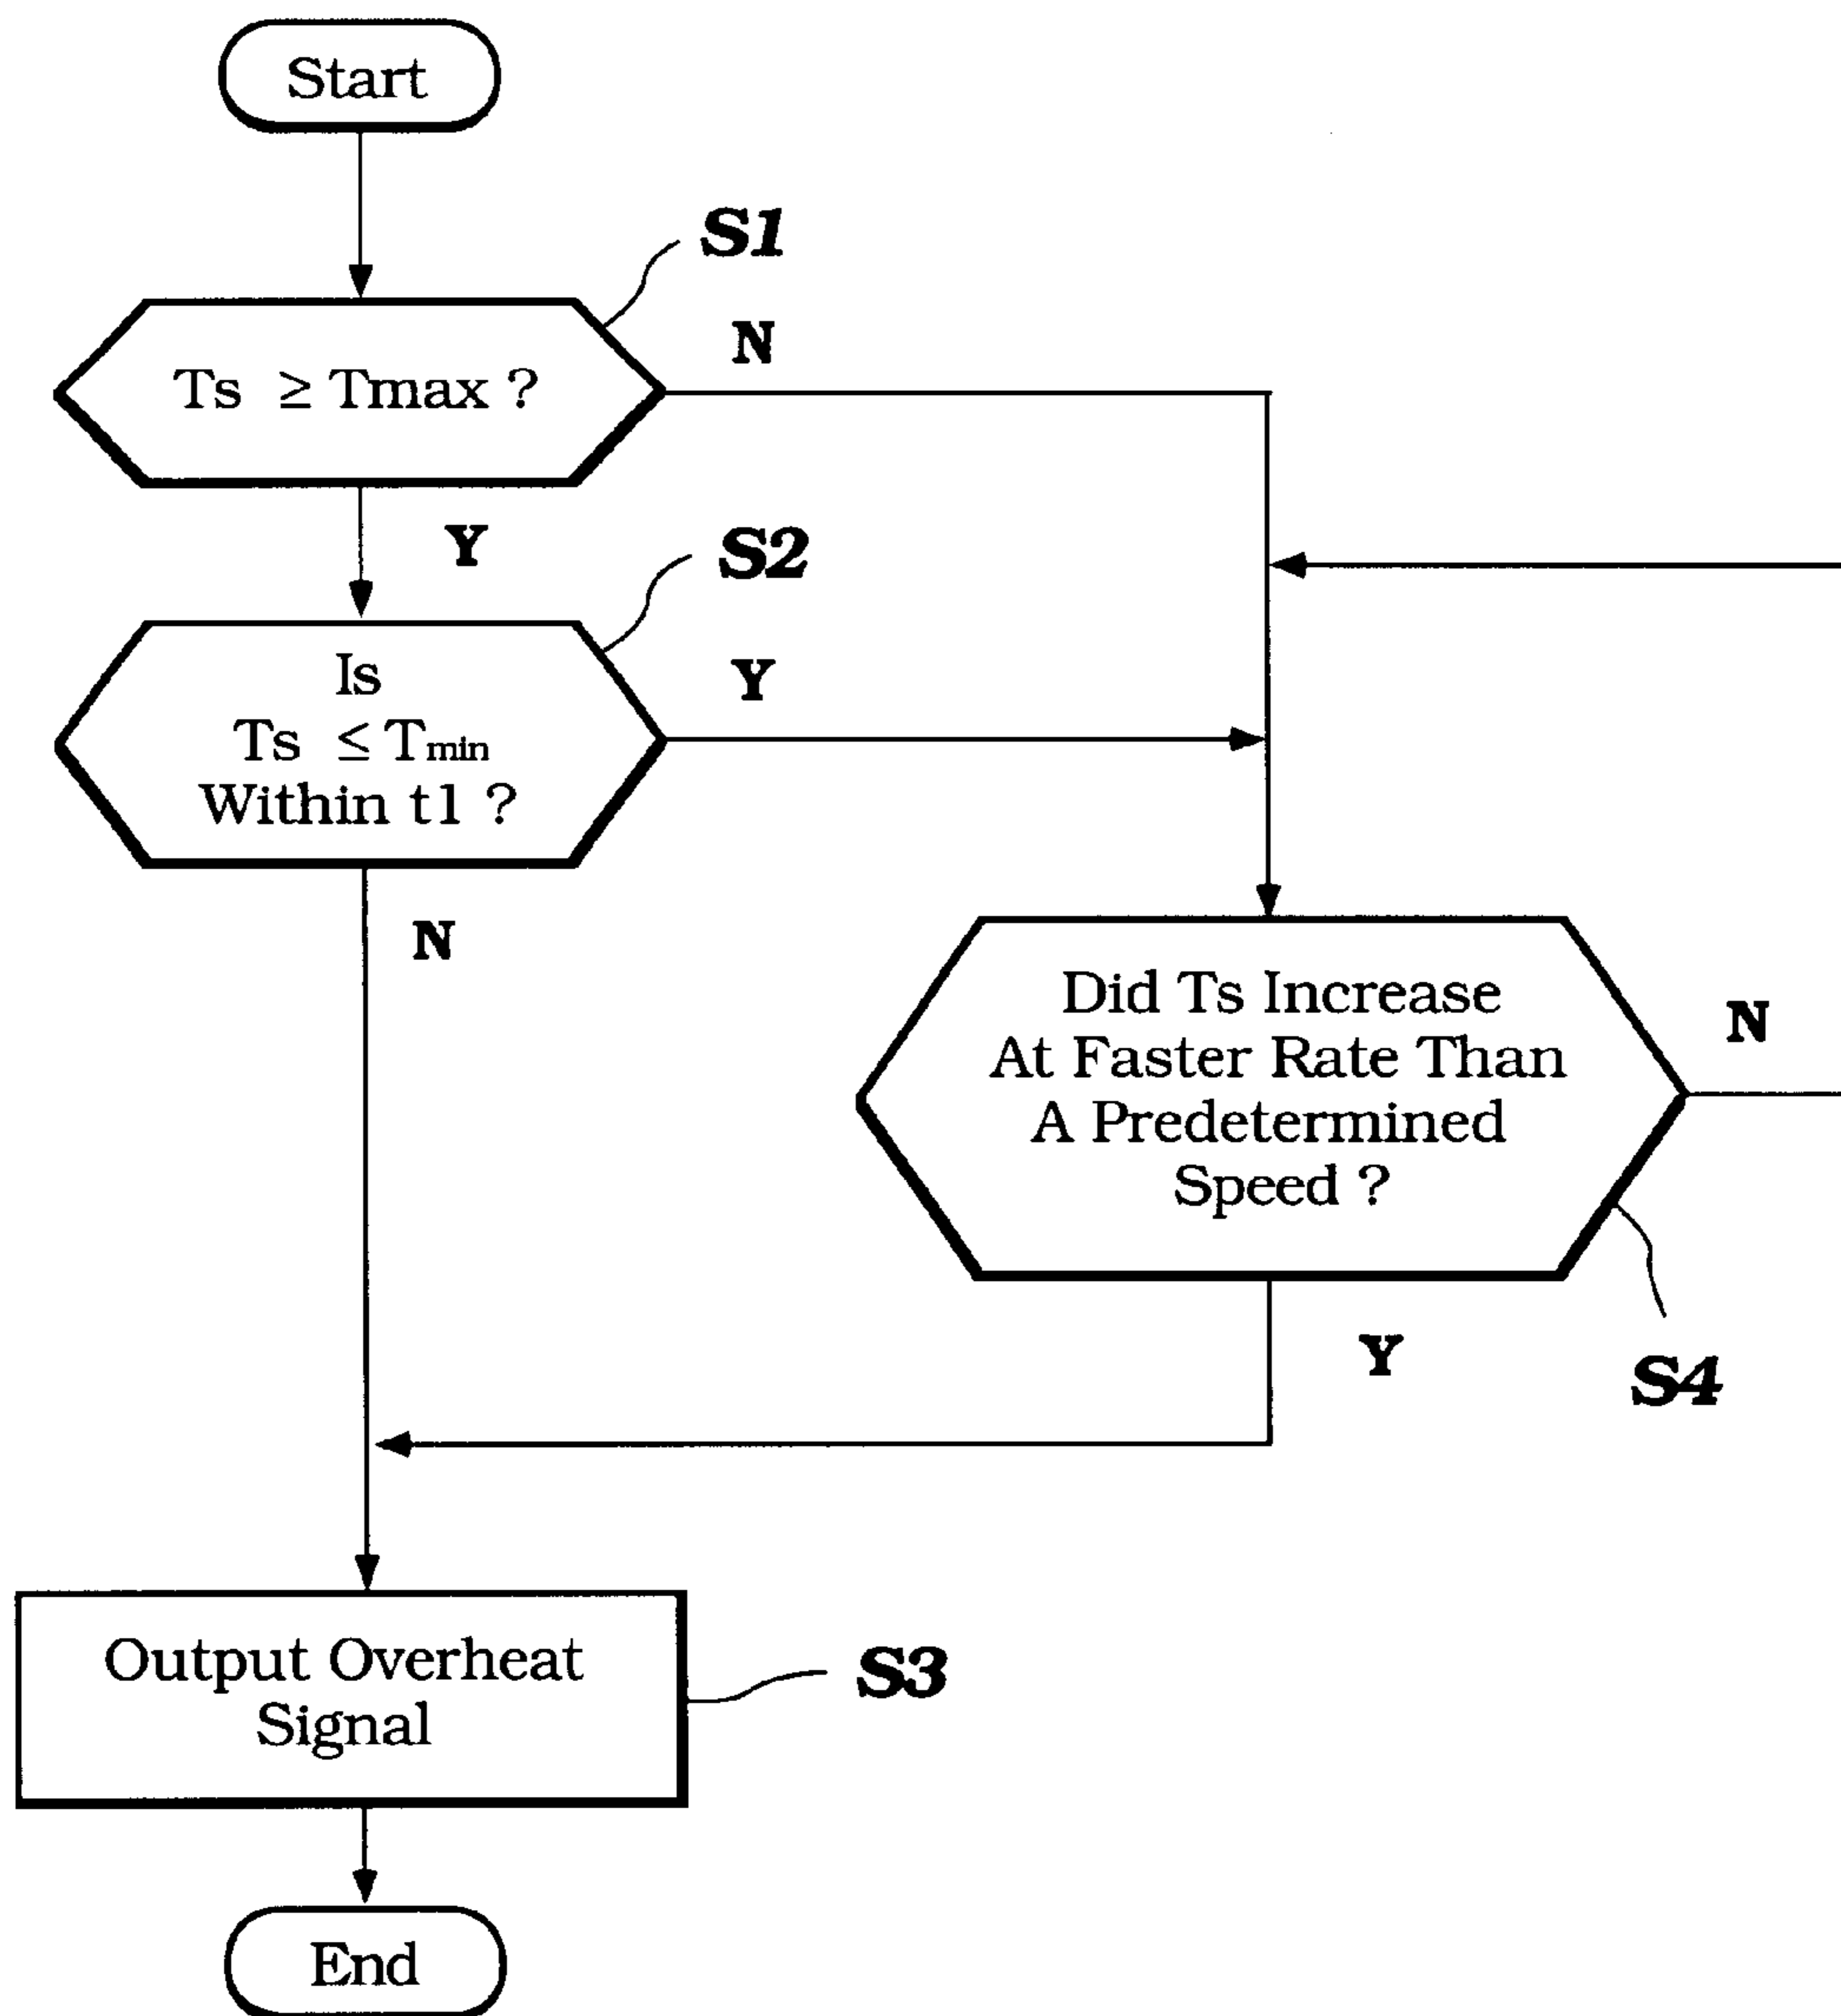 Start
S1
N
Ts ≥ Tmax ?
Y
S2
Is
Ts ≤ Tmin
Within t1 ?
Y
N
Did Ts Increase
At Faster Rate Than
A Predetermined
Speed ?
N
Y
S4
Output Overheat
Signal
S3
End